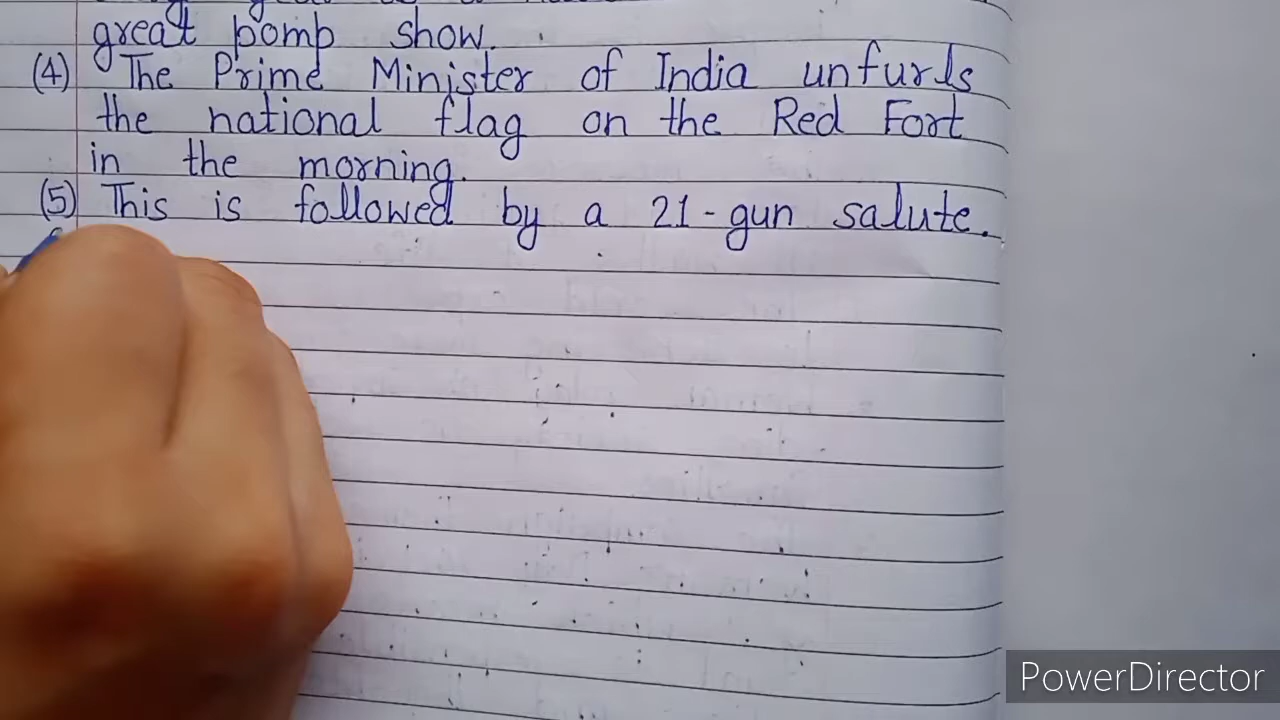 great pomp show.
(4) The Prime Minister of India unfurls
the national flag on the Red Fort
in the morning.
(5) This is followed by a 21-gun salute.
PowerDirector